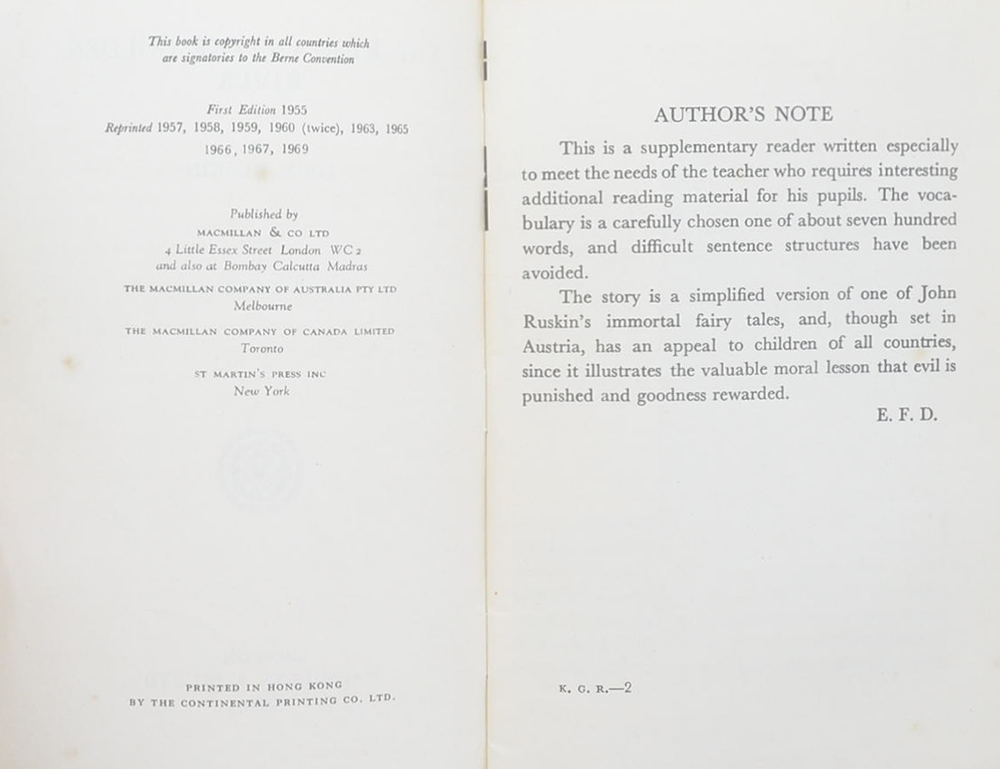 This book is copyright in all countries which
are signatories to the Berne Convention
First Edition 1955
Reprinted 1957, 1958, 1959, 1960 (twice), 1963, 1965
1966, 1967, 1969
Published by
MACMILLAN & CO LTD
4 Little Essex Street London WC 2
and also at Bombay Calcutta Madras
THE MACMILLAN COMPANY OF AUSTRALIA PTY LTD
Melbourne
THE MACMILLAN COMPANY OF CANADA LIMITED
Toronto
ST MARTIN'S PRESS INC
New York
PRINTED IN HONG KONG
BY THE CONTINENTAL PRINTING CO. LTD.
AUTHOR'S NOTE
This is a supplementary reader written especially
to meet the needs of the teacher who requires interesting
additional reading material for his pupils. The voca-
bulary is a carefully chosen one of about seven hundred
words, and difficult sentence structures have been
avoided.
The story is a simplified version of one of John
Ruskin's immortal fairy tales, and, though set in
Austria, has an appeal to children of all countries,
since it illustrates the valuable moral lesson that evil is
punished and goodness rewarded.
E. F. D.
K. G. R.—2